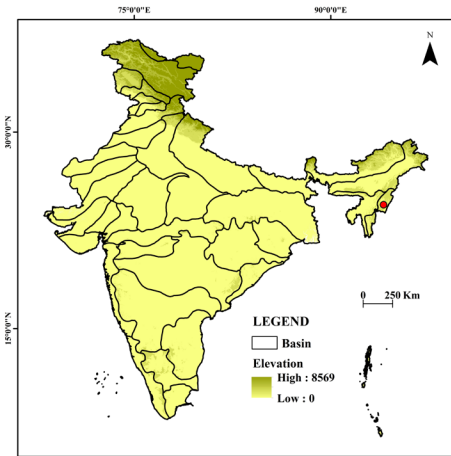 75°0'0"E
90°0'0"E
N
30°0'0"N
15°0'0"N
0
250 Km
LEGEND
Basin
Elevation
High : 8569
Low : 0